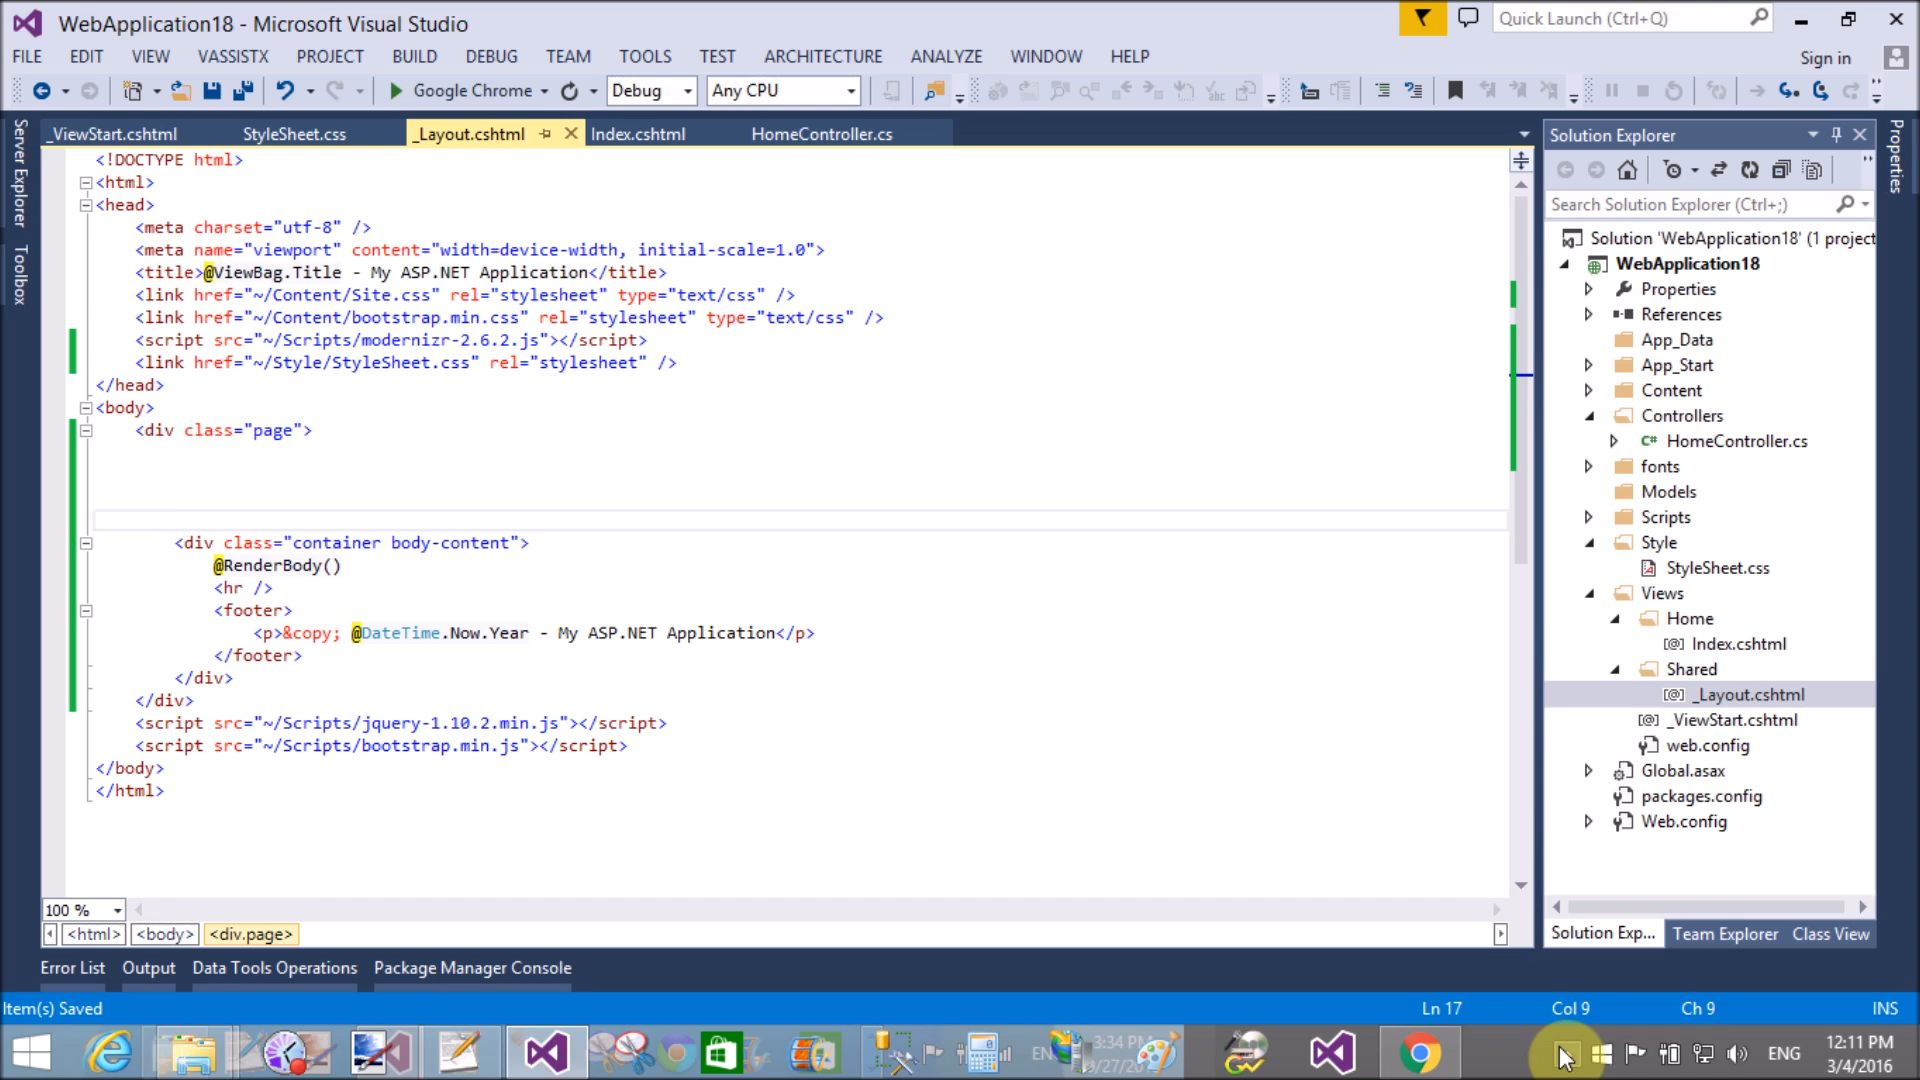 WebApplication18 - Microsoft Visual Studio
Quick Launch (Ctrl+Q)
FILE EDIT VIEW VASSISTX PROJECT BUILD DEBUG TEAM TOOLS TEST ARCHITECTURE ANALYZE WINDOW HELP
Sign in
Google Chrome Debug Any CPU
Server Explorer
Toolbox
_ViewStart.cshtml StyleSheet.css _Layout.cshtml Index.cshtml HomeController.cs
<!DOCTYPE html>
<html>
<head>
<meta charset="utf-8" />
<meta name="viewport" content="width=device-width, initial-scale=1.0">
<title>@ViewBag.Title - My ASP.NET Application</title>
<link href="~/Content/Site.css" rel="stylesheet" type="text/css" />
<link href="~/Content/bootstrap.min.css" rel="stylesheet" type="text/css" />
<script src="~/Scripts/modernizr-2.6.2.js"></script>
<link href="~/Style/StyleSheet.css" rel="stylesheet" />
</head>
<body>
<div class="page">
<div class="container body-content">
@RenderBody()
<hr />
<footer>
<p>&copy; @DateTime.Now.Year - My ASP.NET Application</p>
</footer>
</div>
</div>
<script src="~/Scripts/jquery-1.10.2.min.js"></script>
<script src="~/Scripts/bootstrap.min.js"></script>
</body>
</html>
100 %
<html> <body> <div.page>
Solution Explorer
Search Solution Explorer (Ctrl+;)
Solution 'WebApplication18' (1 project
WebApplication18
Properties
References
App_Data
App_Start
Content
Controllers
C# HomeController.cs
fonts
Models
Scripts
Style
StyleSheet.css
Views
Home
[@] Index.cshtml
Shared
[@] _Layout.cshtml
[@] _ViewStart.cshtml
web.config
Global.asax
packages.config
Web.config
Solution Exp... Team Explorer Class View
Properties
Error List Output Data Tools Operations Package Manager Console
Item(s) Saved
Ln 17 Col 9 Ch 9 INS
EN
3:34 PM
ENG
12:11 PM
3/4/2016